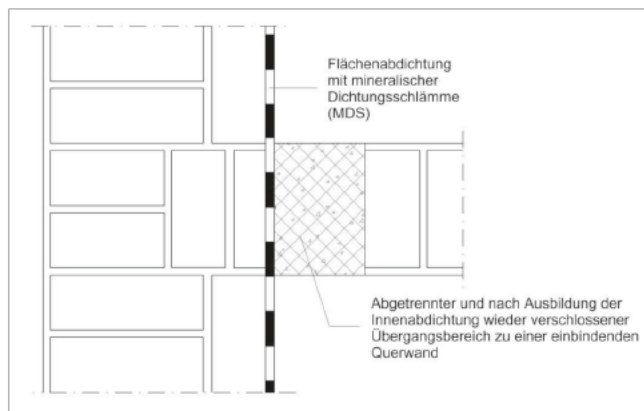 Flächenabdichtung
mit mineralischer
Dichtungsschlämme
(MDS)
Abgetrennter und nach Ausbildung der
Innenabdichtung wieder verschlossener
Übergangsbereich zu einer einbindenden
Querwand